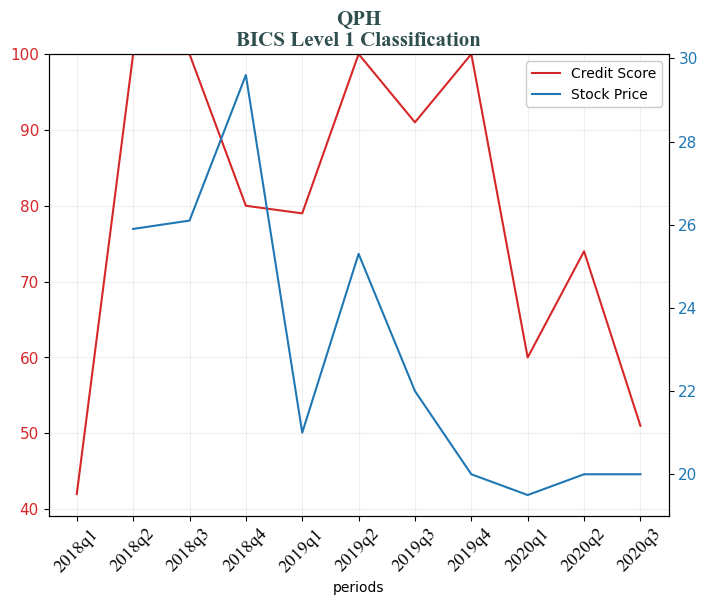 QPH
BICS Level 1 Classification
Credit Score
Stock Price
100
90
80
70
60
50
40
30
28
26
24
22
20
2018q1
2018q2
2018q3
2018q4
2019q1
2019q2
2019q3
2019q4
2020q1
2020q2
2020q3
periods